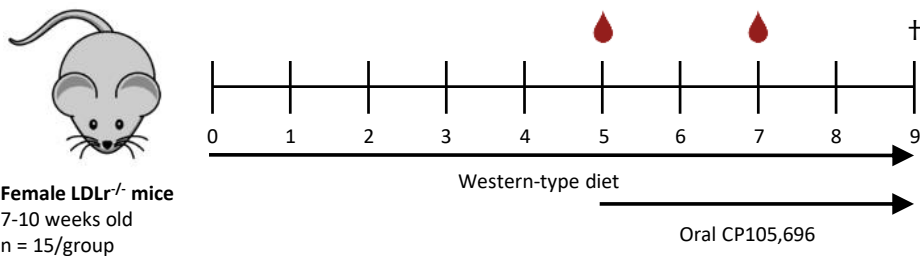 †
0 1 2 3 4 5 6 7 8 9
Western-type diet
Oral CP105,696
Female LDLr-/- mice
7-10 weeks old
n = 15/group